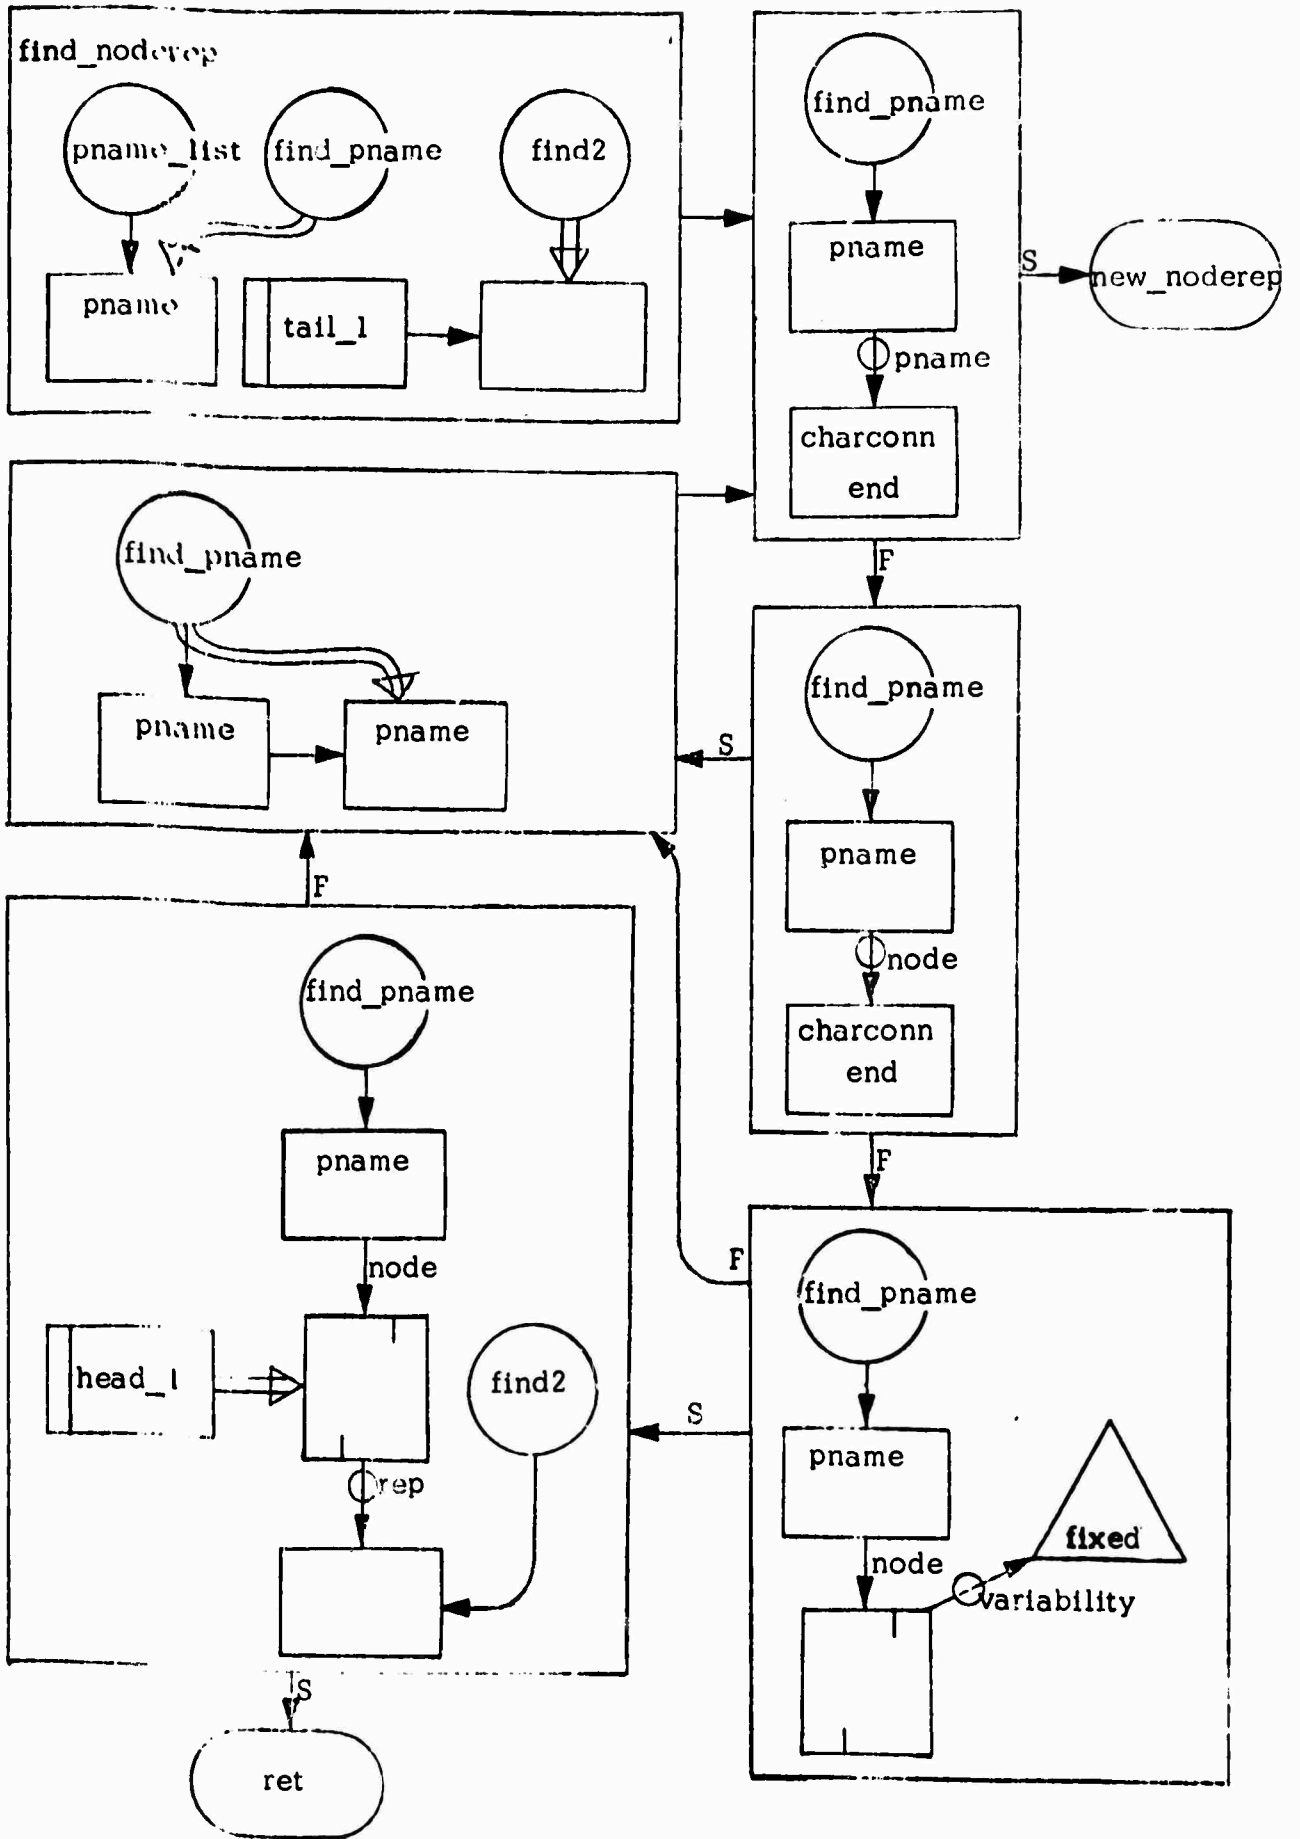 find_noderep
pname_list
find_pname
find2
pname
tail_1
find_pname
pname
pname
charconn
end
S
new_noderep
F
find_pname
pname
pname
find_pname
pname
node
charconn
end
S
F
F
find_pname
pname
node
head_1
find2
rep
S
ret
F
S
find_pname
pname
node
fixed
variability